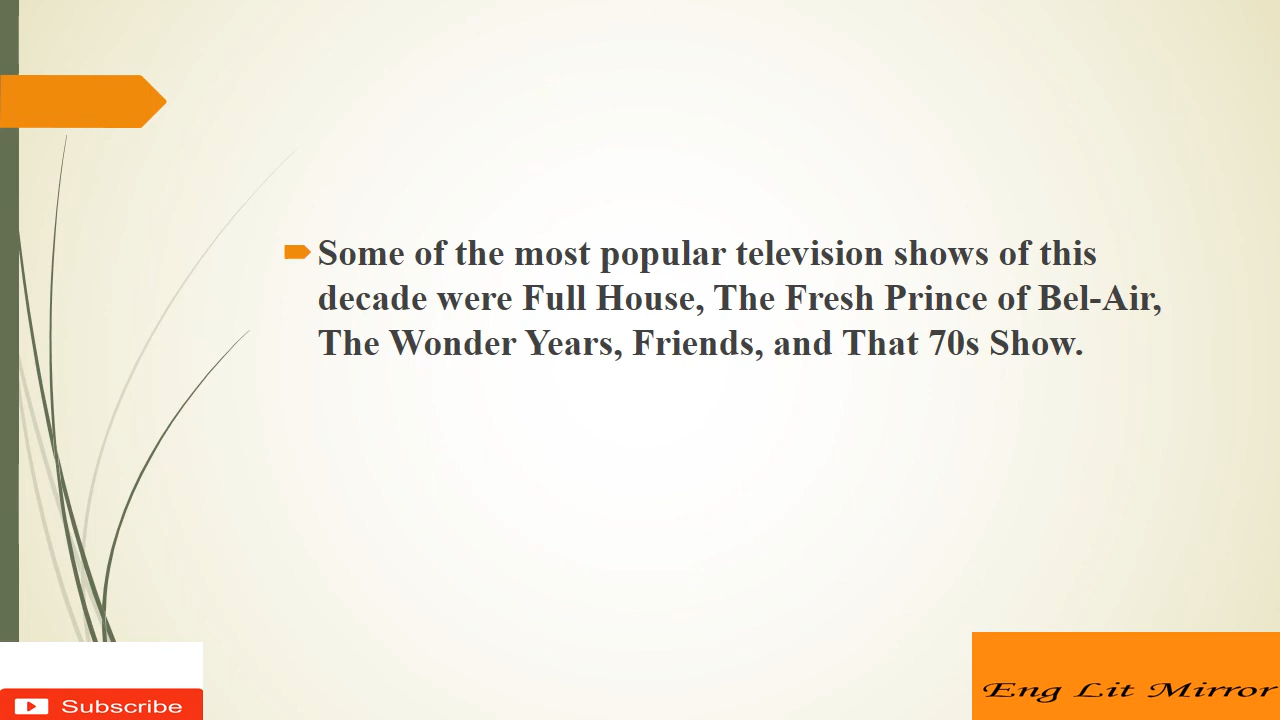 Some of the most popular television shows of this
decade were Full House, The Fresh Prince of Bel-Air,
The Wonder Years, Friends, and That 70s Show.
Subscribe
Eng Lit Mirror